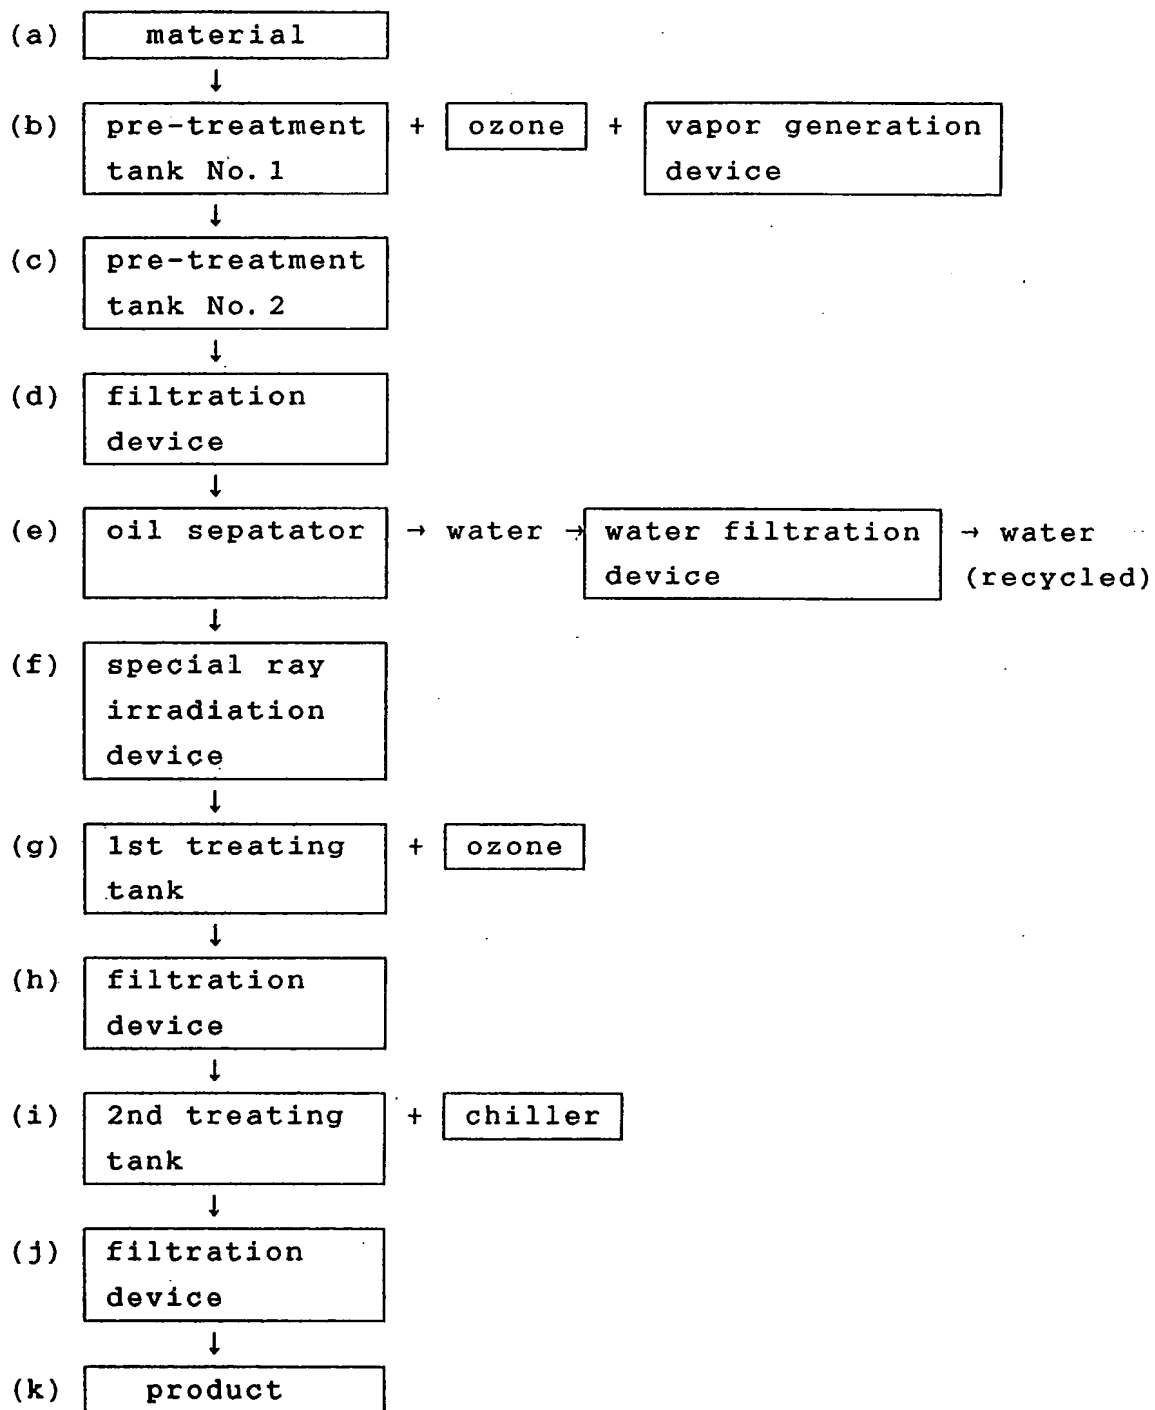 (a) material
↓
(b) pre-treatment + ozone + vapor generation
tank No. 1 device
↓
(c) pre-treatment
tank No. 2
↓
(d) filtration
device
↓
(e) oil sepatator → water → water filtration → water
device (recycled)
↓
(f) special ray
irradiation
device
↓
(g) 1st treating + ozone
tank
↓
(h) filtration
device
↓
(i) 2nd treating + chiller
tank
↓
(j) filtration
device
↓
(k) product